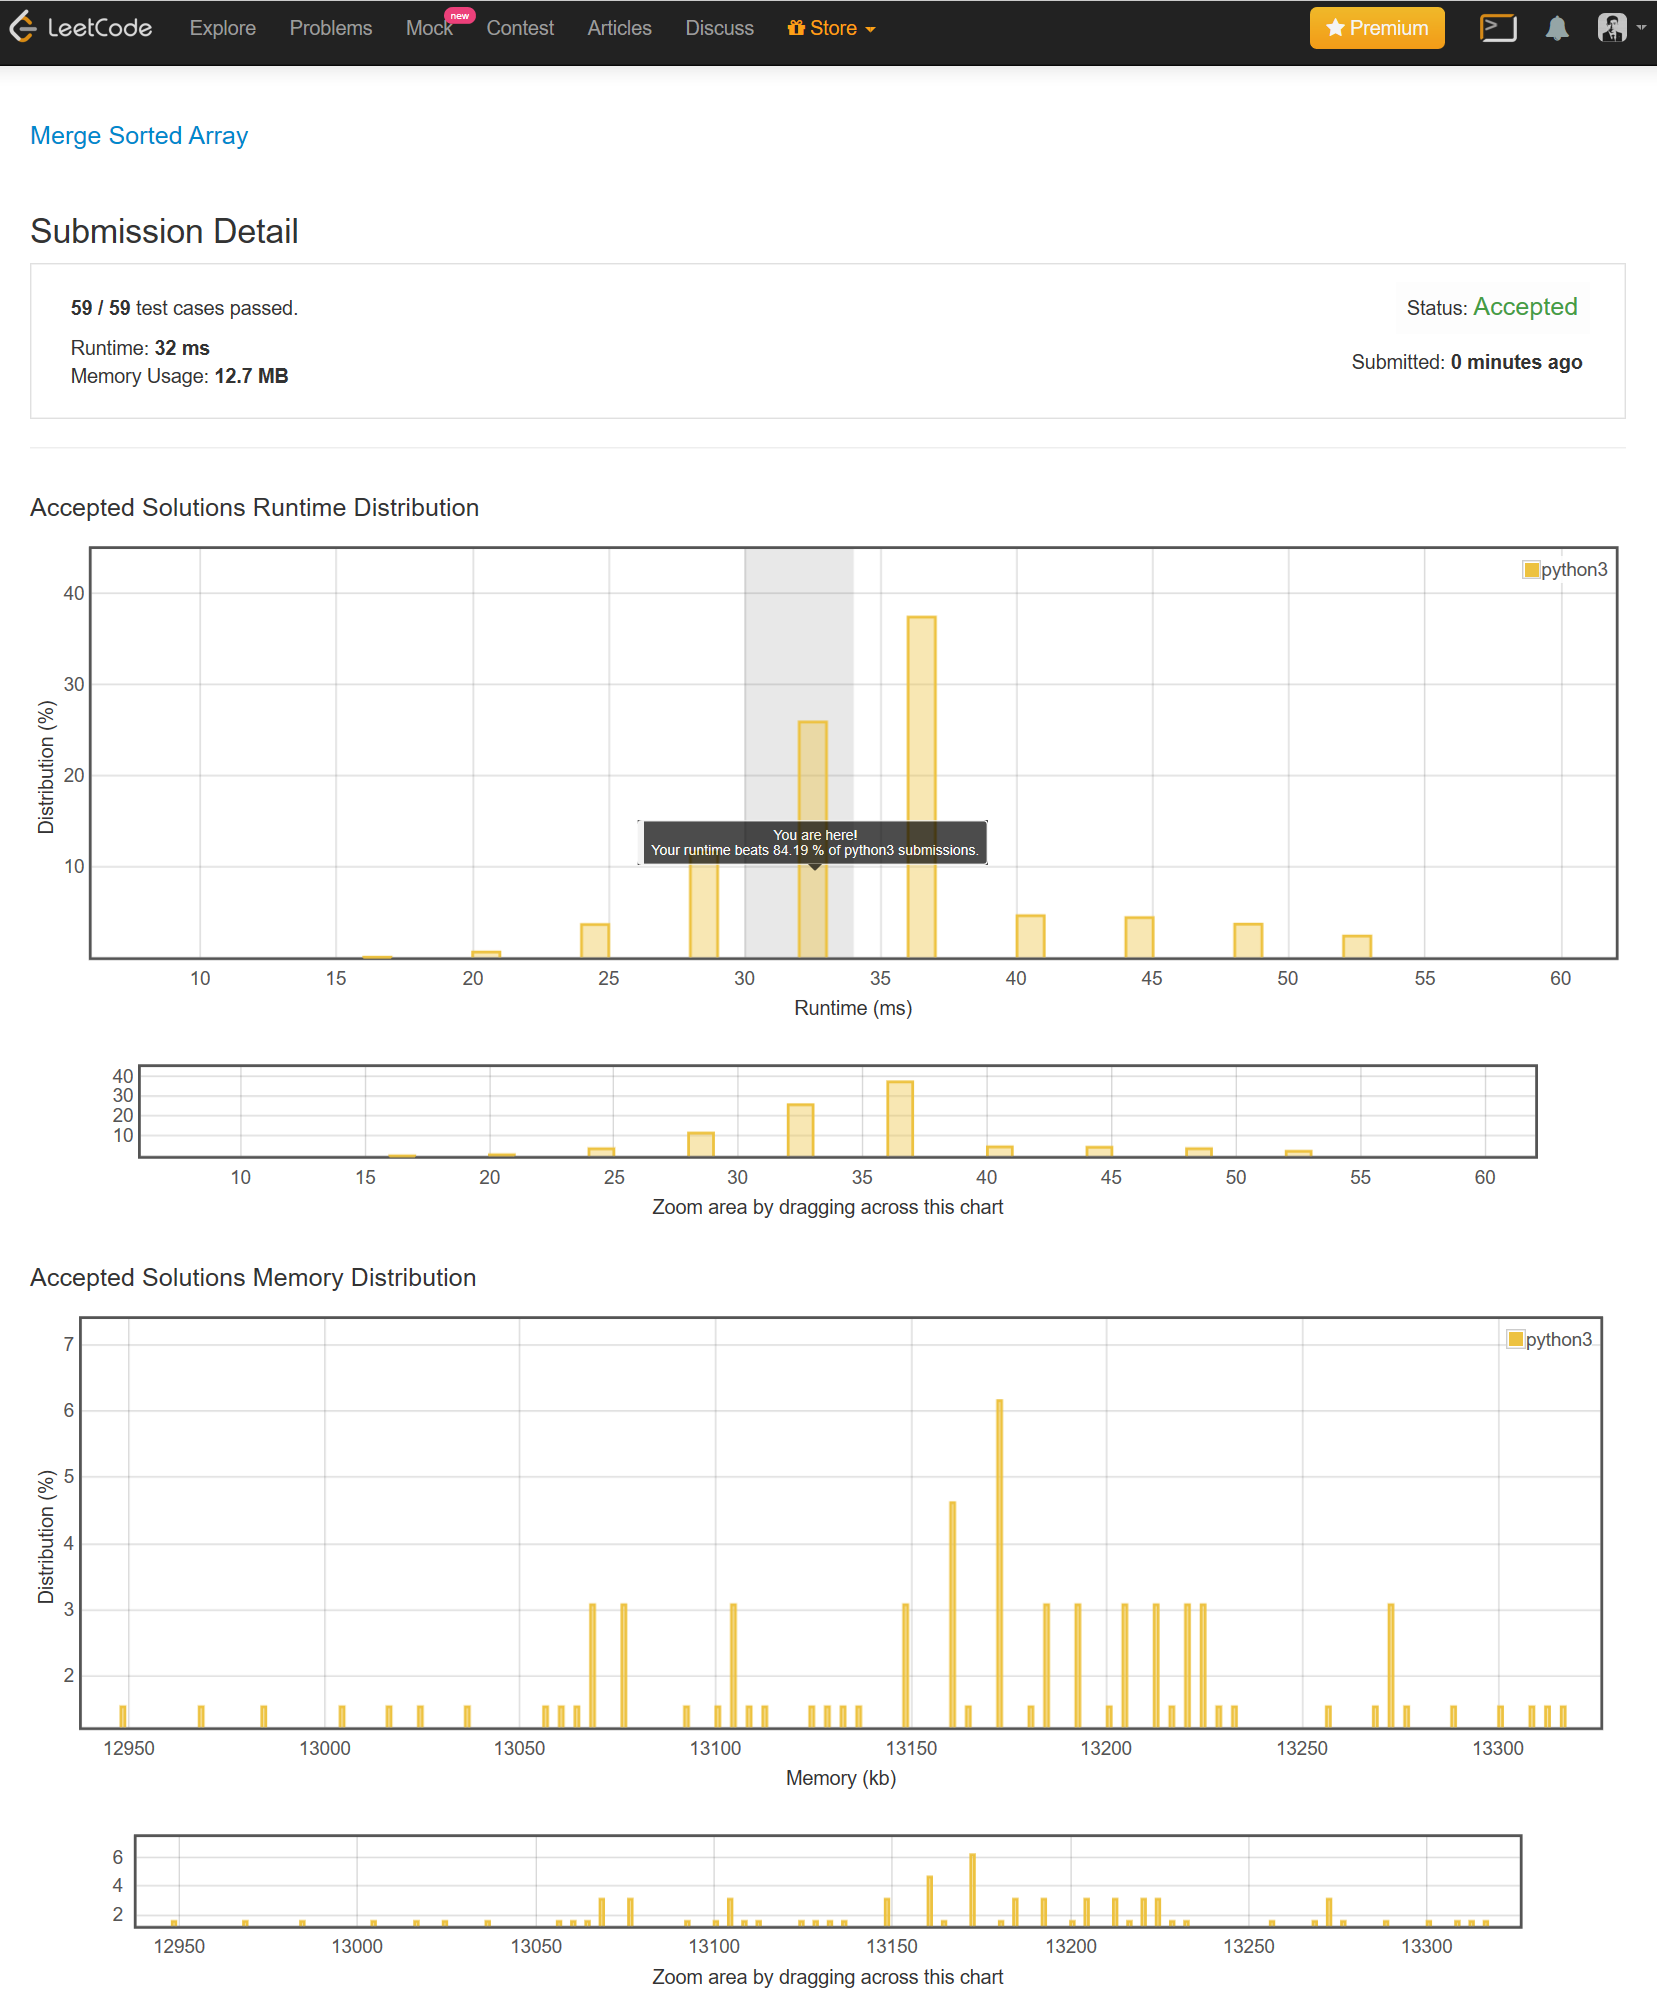 LeetCode Explore Problems Mock new Contest Articles Discuss Store Premium
Merge Sorted Array
Submission Detail
59 / 59 test cases passed.
Status: Accepted
Runtime: 32 ms
Submitted: 0 minutes ago
Memory Usage: 12.7 MB
Accepted Solutions Runtime Distribution
python3
40
30
20
10
Distribution (%)
You are here!
Your runtime beats 84.19 % of python3 submissions.
10 15 20 25 30 35 40 45 50 55 60
Runtime (ms)
40
30
20
10
10 15 20 25 30 35 40 45 50 55 60
Zoom area by dragging across this chart
Accepted Solutions Memory Distribution
python3
7
6
5
4
3
2
Distribution (%)
12950 13000 13050 13100 13150 13200 13250 13300
Memory (kb)
6
4
2
12950 13000 13050 13100 13150 13200 13250 13300
Zoom area by dragging across this chart